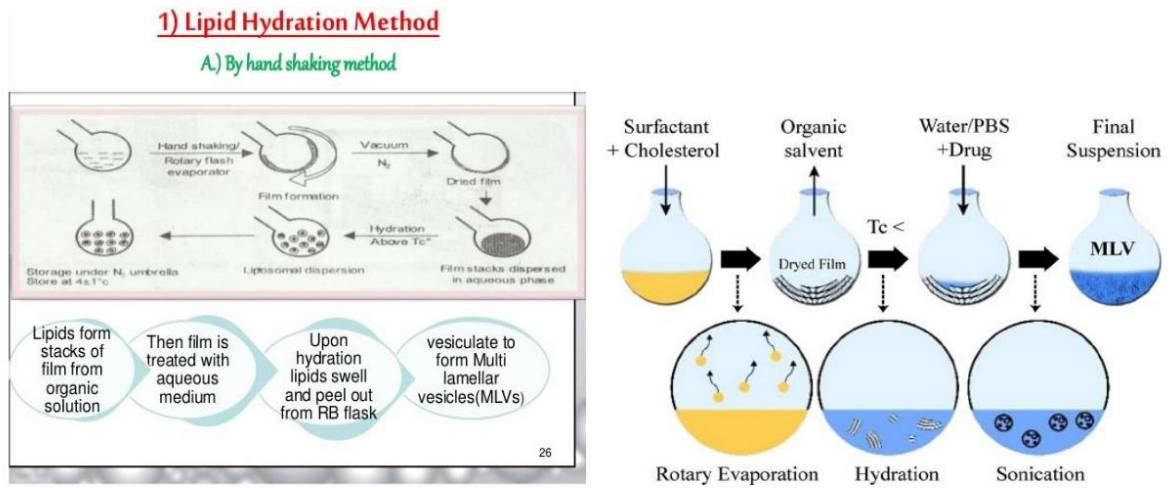 1) Lipid Hydration Method
A.) By hand shaking method
Hand shaking/
Rotary flash
evaporator
Film formation
Vacuum
N₂
Dried film
Hydration
Above Tc°
Film stacks dispersed
in aqueous phase
Liposomal dispersion
Storage under N₂ umbrella
Store at 4±1°c
Lipids form
stacks of
film from
organic
solution
Then film is
treated with
aqueous
medium
Upon
hydration
lipids swell
and peel out
from RB flask
vesiculate to
form Multi
lamellar
vesicles(MLVs)
26
Surfactant
+ Cholesterol
Organic
salvent
Water/PBS
+Drug
Final
Suspension
Tc <
Dryed Film
MLV
Rotary Evaporation
Hydration
Sonication